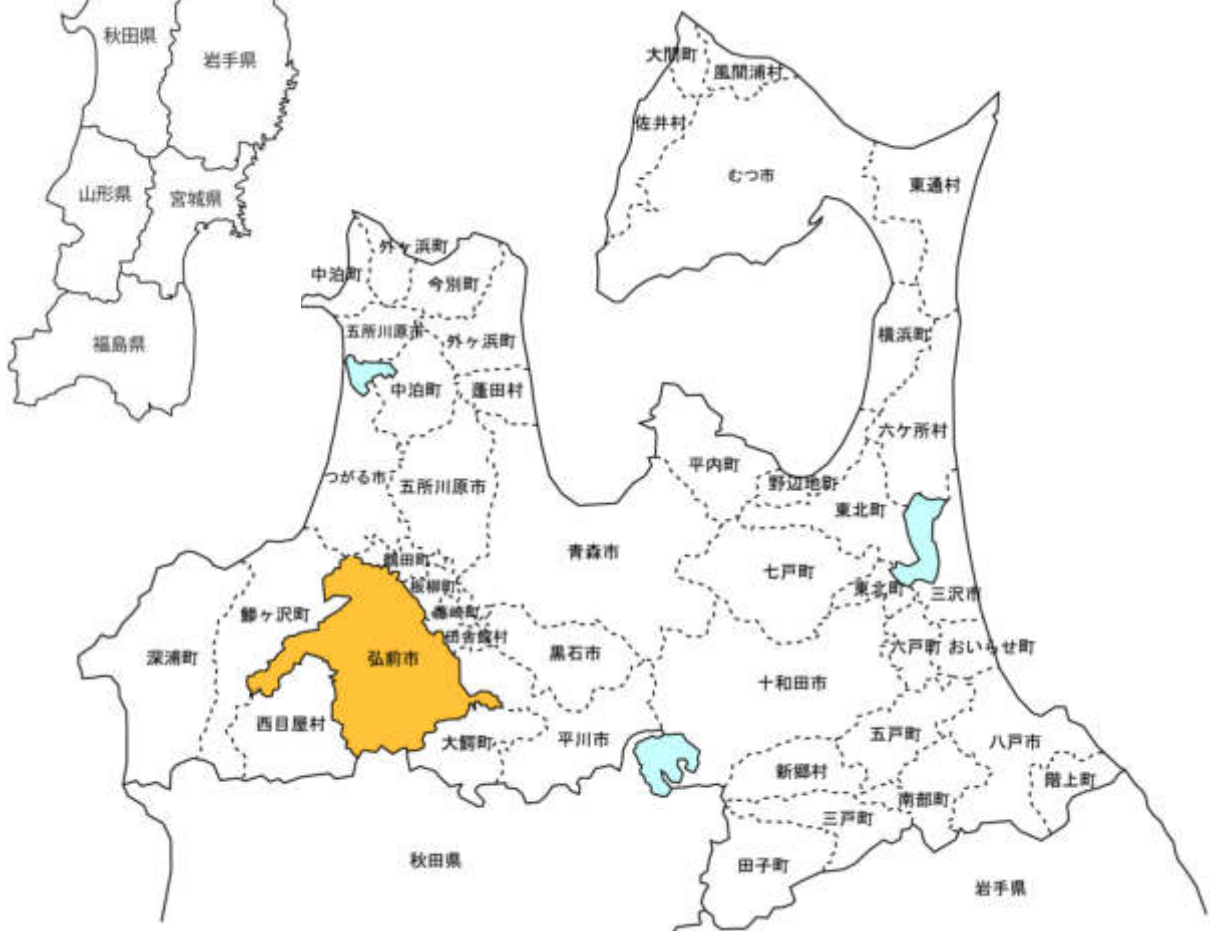 秋田県
岩手県
山形県
宮城県
福島県
大間町
風間浦村
佐井村
むつ市
東通村
外ヶ浜町
中泊町
今別町
五所川原市
外ヶ浜町
横浜町
中泊町
蓬田村
六ケ所村
平内町
つがる市
五所川原市
野辺地町
東北町
青森市
鶴田町
七戸町
板柳町
東北町
三沢市
藤崎町
鰺ヶ沢町
田舎館村
深浦町
弘前市
黒石市
六戸町
おいらせ町
十和田市
西目屋村
大鰐町
平川市
五戸町
八戸市
新郷村
階上町
南部町
三戸町
秋田県
田子町
岩手県